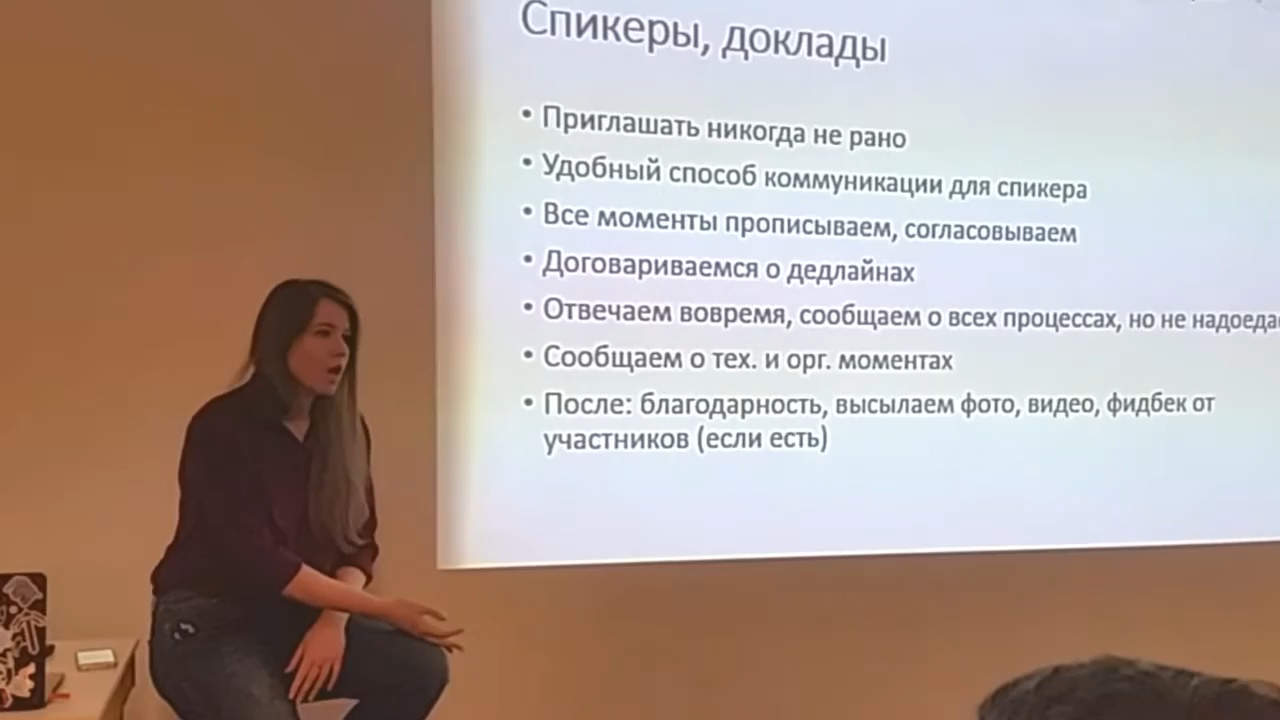 Спикеры, доклады
• Приглашать никогда не рано
• Удобный способ коммуникации для спикера
• Все моменты прописываем, согласовываем
• Договариваемся о дедлайнах
• Отвечаем вовремя, сообщаем о всех процессах, но не
• Сообщаем о тех. и орг. моментах
• После: благодарность, высылаем фото, видео, фидбек от
участников (если есть)